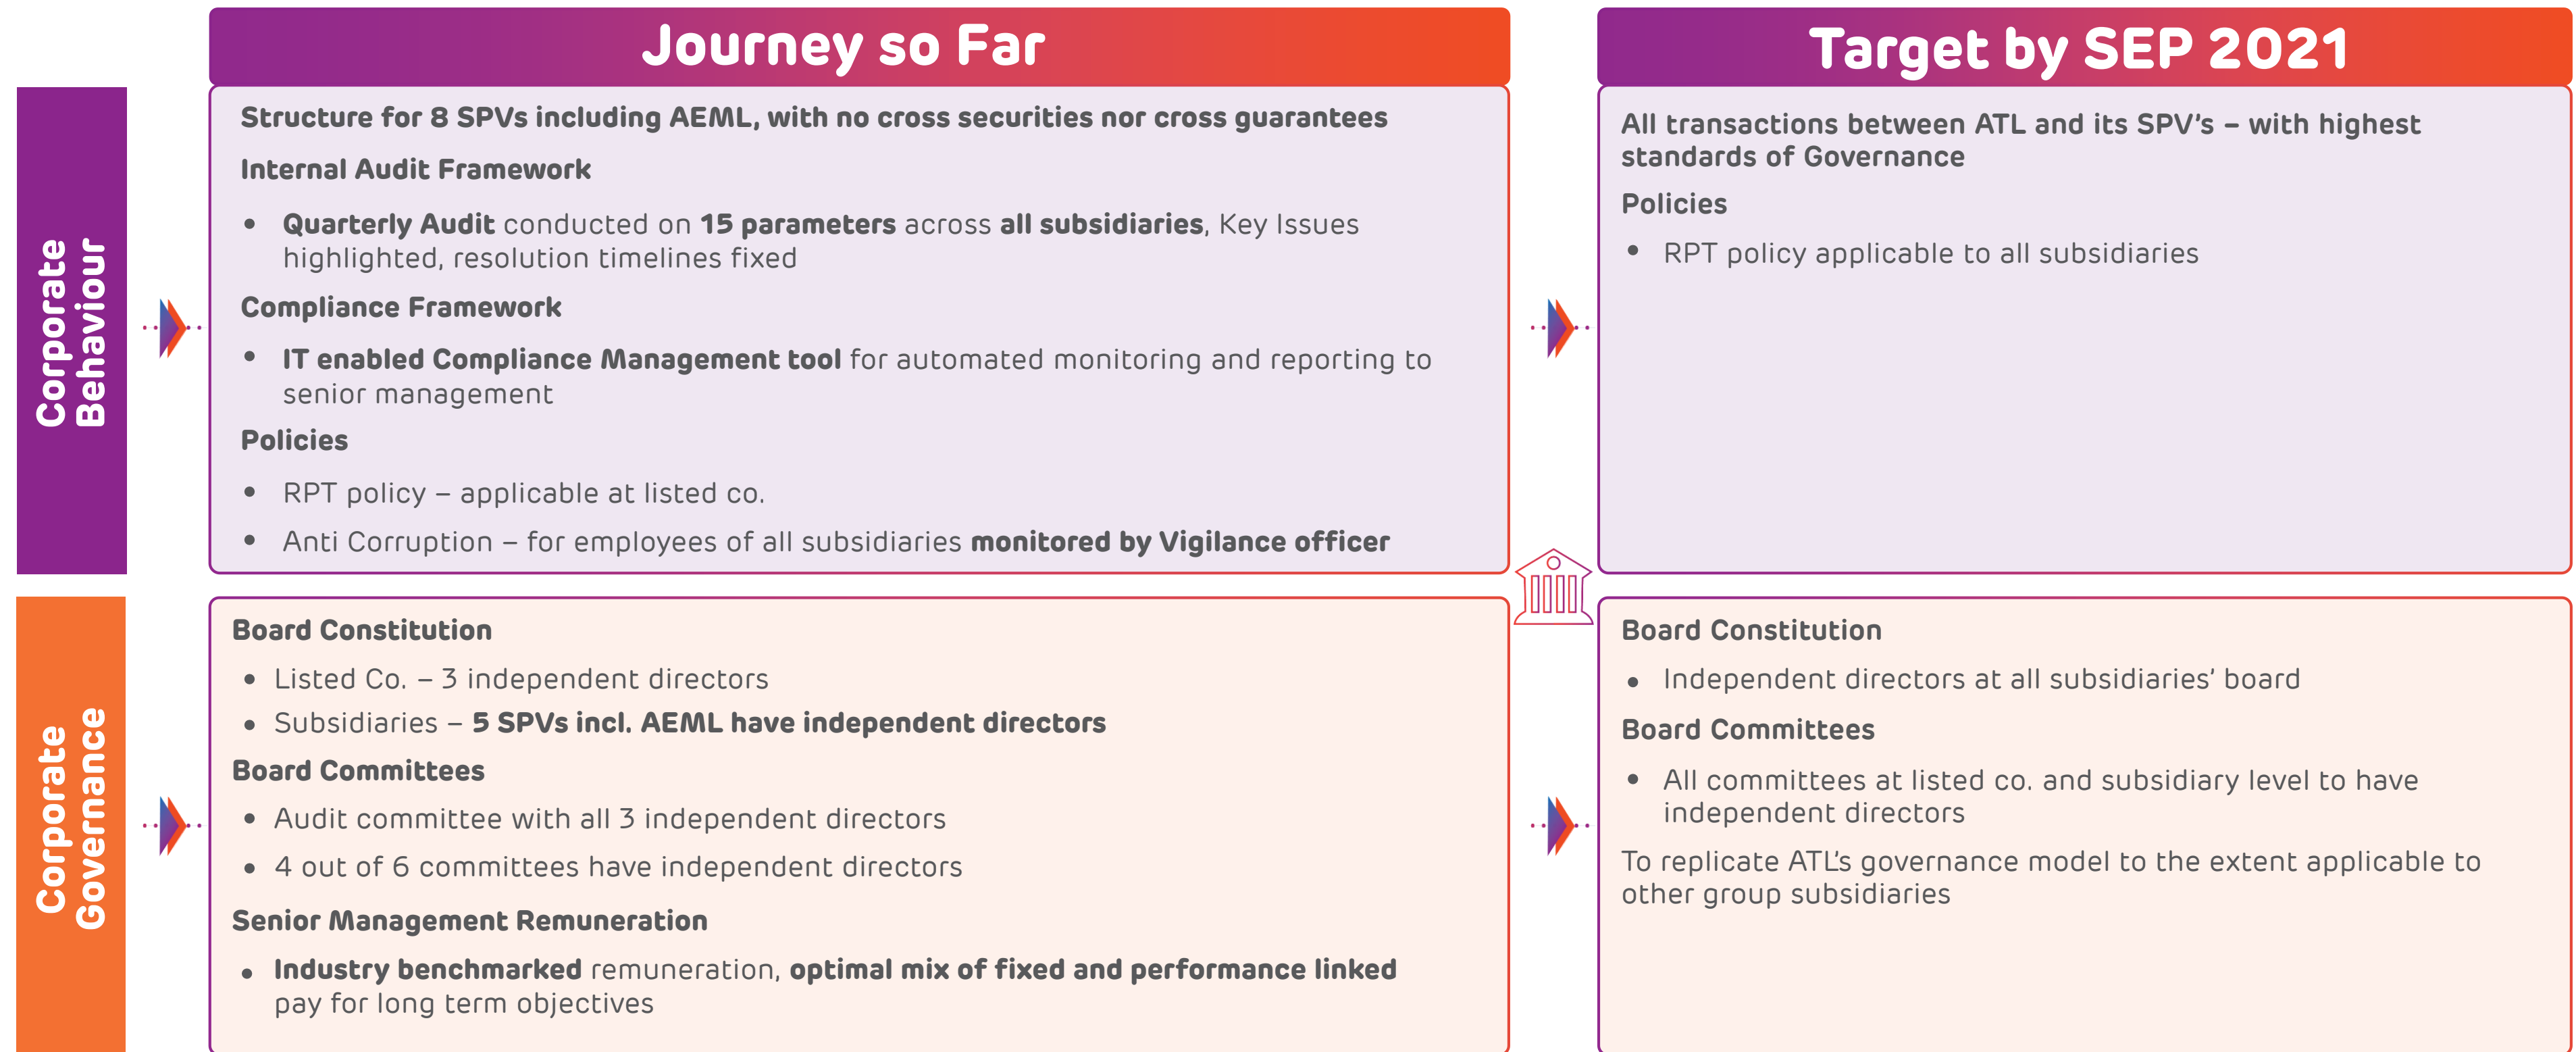 Journey so Far
Target by SEP 2021
Corporate
Behaviour
Structure for 8 SPVs including AEML, with no cross securities nor cross guarantees
Internal Audit Framework
• Quarterly Audit conducted on 15 parameters across all subsidiaries, Key Issues
highlighted, resolution timelines fixed
Compliance Framework
• IT enabled Compliance Management tool for automated monitoring and reporting to
senior management
Policies
• RPT policy – applicable at listed co.
• Anti Corruption – for employees of all subsidiaries monitored by Vigilance officer
All transactions between ATL and its SPV's – with highest
standards of Governance
Policies
• RPT policy applicable to all subsidiaries
Corporate
Governance
Board Constitution
• Listed Co. – 3 independent directors
• Subsidiaries – 5 SPVs incl. AEML have independent directors
Board Committees
• Audit committee with all 3 independent directors
• 4 out of 6 committees have independent directors
Senior Management Remuneration
• Industry benchmarked remuneration, optimal mix of fixed and performance linked
pay for long term objectives
Board Constitution
• Independent directors at all subsidiaries' board
Board Committees
• All committees at listed co. and subsidiary level to have
independent directors
To replicate ATL's governance model to the extent applicable to
other group subsidiaries